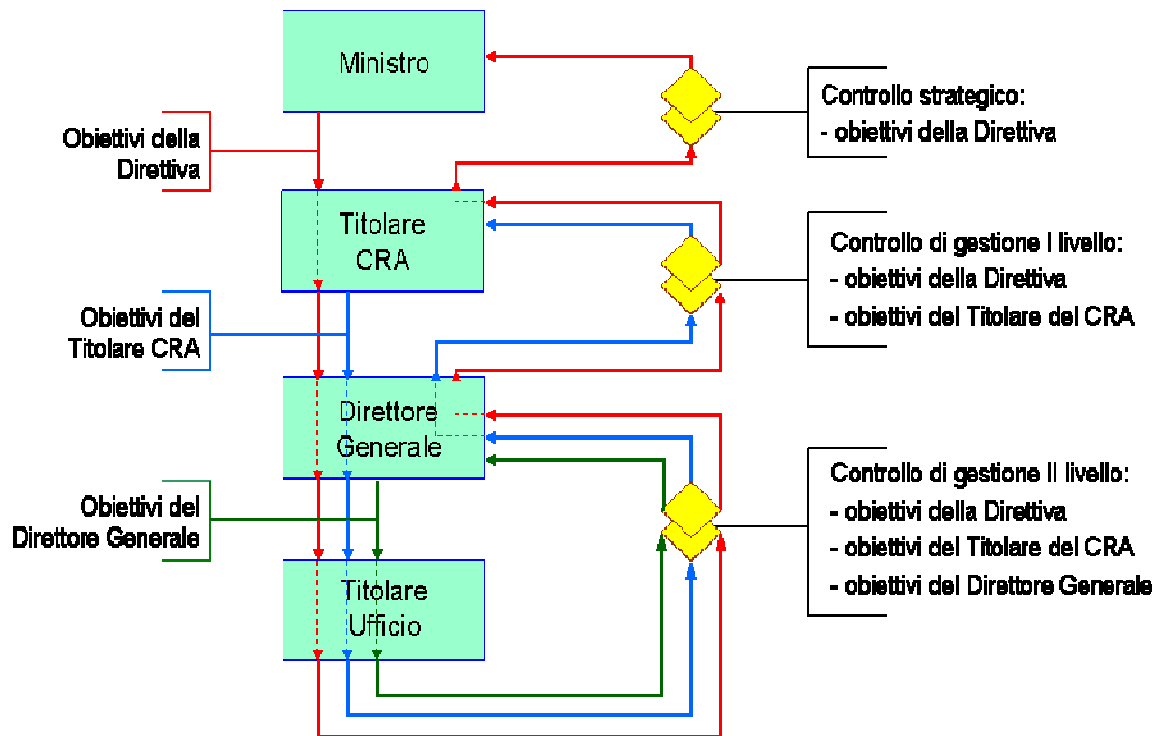 Ministro
Controllo strategico:
- obiettivi della Direttiva
Obiettivi della
Direttiva
Titolare
CRA
Controllo di gestione I livello:
- obiettivi della Direttiva
- obiettivi del Titolare del CRA
Obiettivi del
Titolare CRA
Direttore
Generale
Controllo di gestione II livello:
- obiettivi della Direttiva
- obiettivi del Titolare del CRA
- obiettivi del Direttore Generale
Obiettivi del
Direttore Generale
Titolare
Ufficio